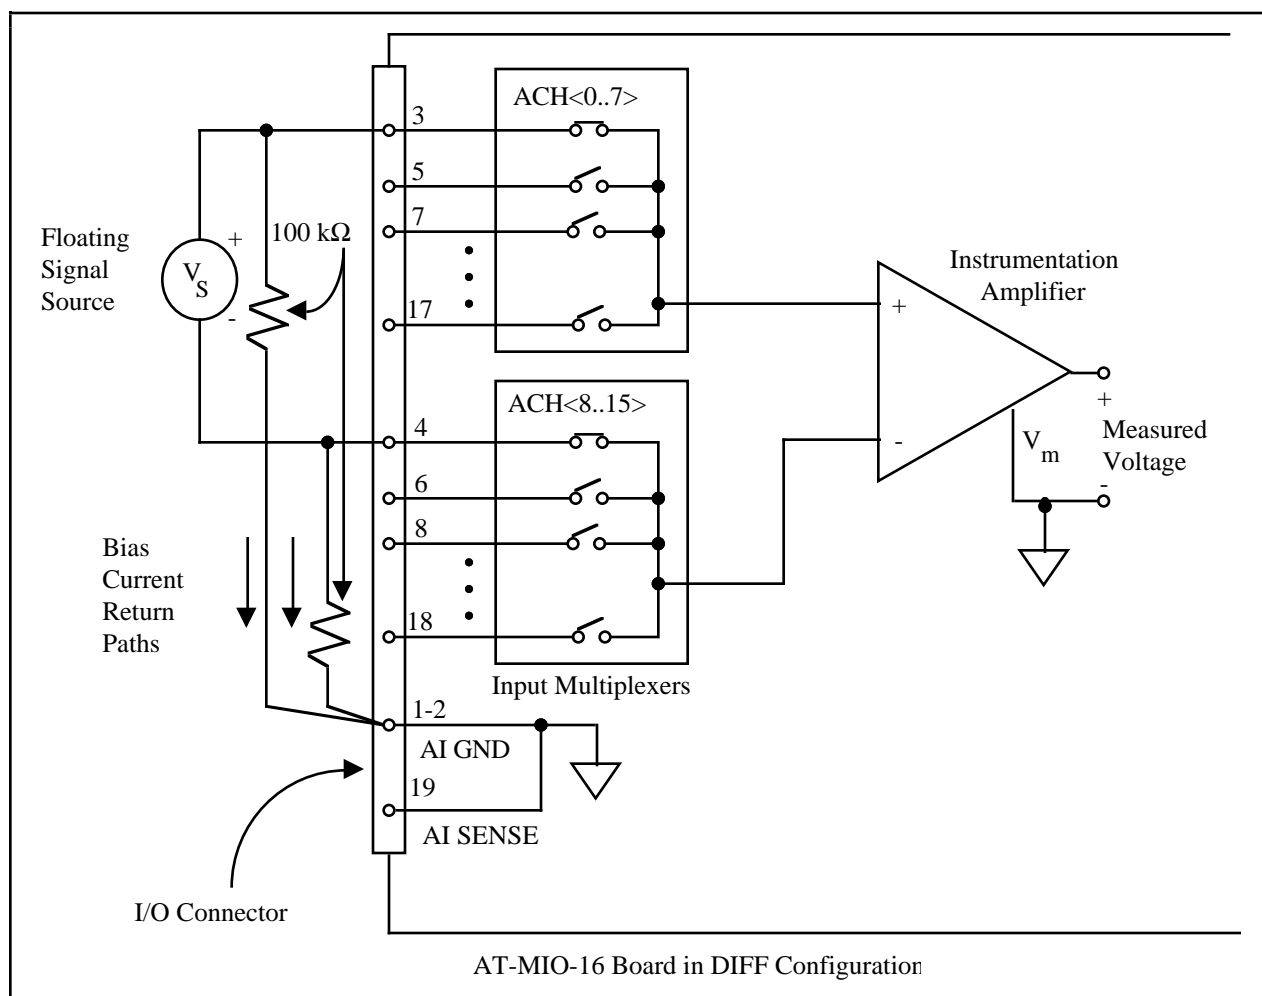 ACH<0..7>
3
5
7
17
Floating
Signal
Source
V
S
+
-
100 kΩ
Instrumentation
Amplifier
+
-
ACH<8..15>
4
6
8
18
V
m
+
Measured
Voltage
-
Bias
Current
Return
Paths
Input Multiplexers
1-2
AI GND
19
AI SENSE
I/O Connector
AT-MIO-16 Board in DIFF Configuration